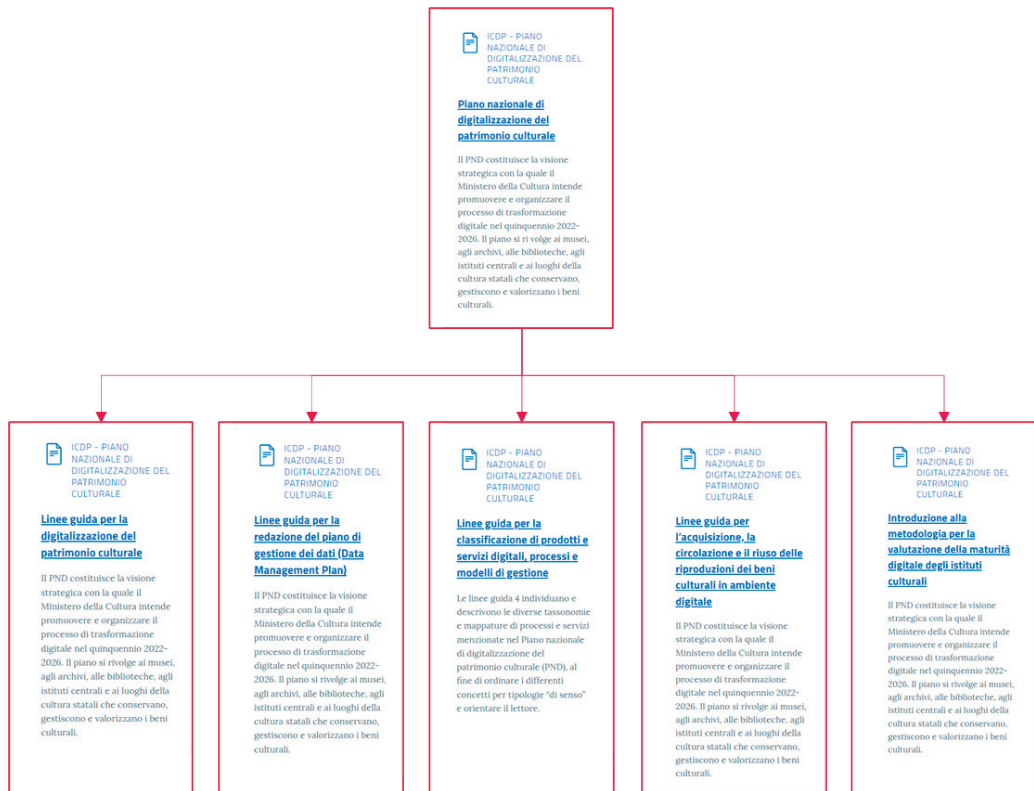 ICDP - PIANO
NAZIONALE DI
DIGITALIZZAZIONE DEL
PATRIMONIO
CULTURALE
Piano nazionale di
digitalizzazione del
patrimonio culturale
Il PND costituisce la visione
strategica con la quale il
Ministero della Cultura intende
promuovere e organizzare il
processo di trasformazione
digitale nel quinquennio 2022-
2026. Il piano si ri volge ai musei,
agli archivi, alle biblioteche, agli
istituti centrali e ai luoghi della
cultura statali che conservano,
gestiscono e valorizzano i beni
culturali.
ICDP - PIANO
NAZIONALE DI
DIGITALIZZAZIONE DEL
PATRIMONIO
CULTURALE
Linee guida per la
digitalizzazione del
patrimonio culturale
Il PND costituisce la visione
strategica con la quale il
Ministero della Cultura intende
promuovere e organizzare il
processo di trasformazione
digitale nel quinquennio 2022-
2026. Il piano si rivolge ai musei,
agli archivi, alle biblioteche, agli
istituti centrali e ai luoghi della
cultura statali che conservano,
gestiscono e valorizzano i beni
culturali.
ICDP - PIANO
NAZIONALE DI
DIGITALIZZAZIONE DEL
PATRIMONIO
CULTURALE
Linee guida per la
redazione del piano di
gestione dei dati (Data
Management Plan)
Il PND costituisce la visione
strategica con la quale il
Ministero della Cultura intende
promuovere e organizzare il
processo di trasformazione
digitale nel quinquennio 2022-
2026. Il piano si rivolge ai musei,
agli archivi, alle biblioteche, agli
istituti centrali e ai luoghi della
cultura statali che conservano,
gestiscono e valorizzano i beni
culturali.
ICDP - PIANO
NAZIONALE DI
DIGITALIZZAZIONE DEL
PATRIMONIO
CULTURALE
Linee guida per la
classificazione di prodotti e
servizi digitali, processi e
modelli di gestione
Le linee guida 4 individuano e
descrivono le diverse tassonomie
e mappature di processi e servizi
menzionate nel Piano nazionale
di digitalizzazione del
patrimonio culturale (PND), al
fine di ordinare i differenti
concetti per tipologie “di senso”
e orientare il lettore.
ICDP - PIANO
NAZIONALE DI
DIGITALIZZAZIONE DEL
PATRIMONIO
CULTURALE
Linee guida per
l’acquisizione, la
circolazione e il riuso delle
riproduzioni dei beni
culturali in ambiente
digitale
Il PND costituisce la visione
strategica con la quale il
Ministero della Cultura intende
promuovere e organizzare il
processo di trasformazione
digitale nel quinquennio 2022-
2026. Il piano si rivolge ai musei,
agli archivi, alle biblioteche, agli
istituti centrali e ai luoghi della
cultura statali che conservano,
gestiscono e valorizzano i beni
culturali.
ICDP - PIANO
NAZIONALE DI
DIGITALIZZAZIONE DEL
PATRIMONIO
CULTURALE
Introduzione alla
metodologia per la
valutazione della maturità
digitale degli istituti
culturali
Il PND costituisce la visione
strategica con la quale il
Ministero della Cultura intende
promuovere e organizzare il
processo di trasformazione
digitale nel quinquennio 2022-
2026. Il piano si rivolge ai musei,
agli archivi, alle biblioteche, agli
istituti centrali e ai luoghi della
cultura statali che conservano,
gestiscono e valorizzano i beni
culturali.